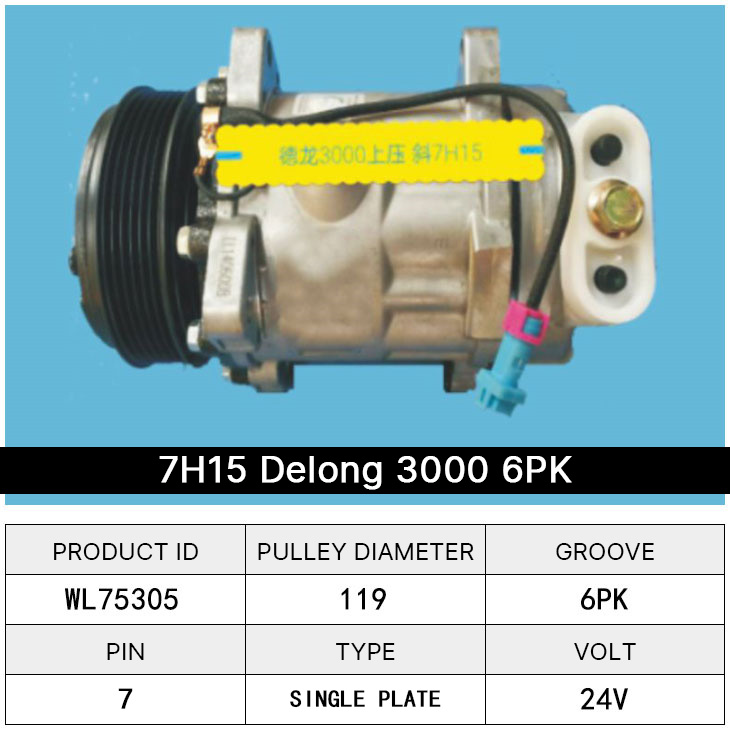 德龙3000上压 斜7H15
7H15 Delong 3000 6PK
PRODUCT ID PULLEY DIAMETER GROOVE
WL75305 119 6PK
PIN TYPE VOLT
7 SINGLE PLATE 24V